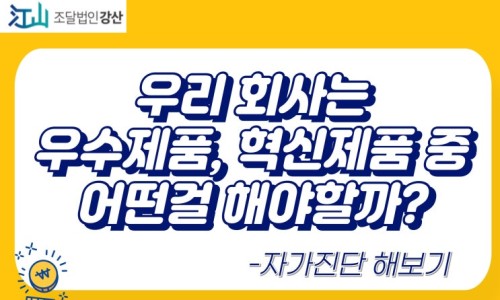 江山 조달법인강산
우리 회사는
우수제품, 혁신제품 중
어떤걸 해야할까?
-자가진단 해보기
₩